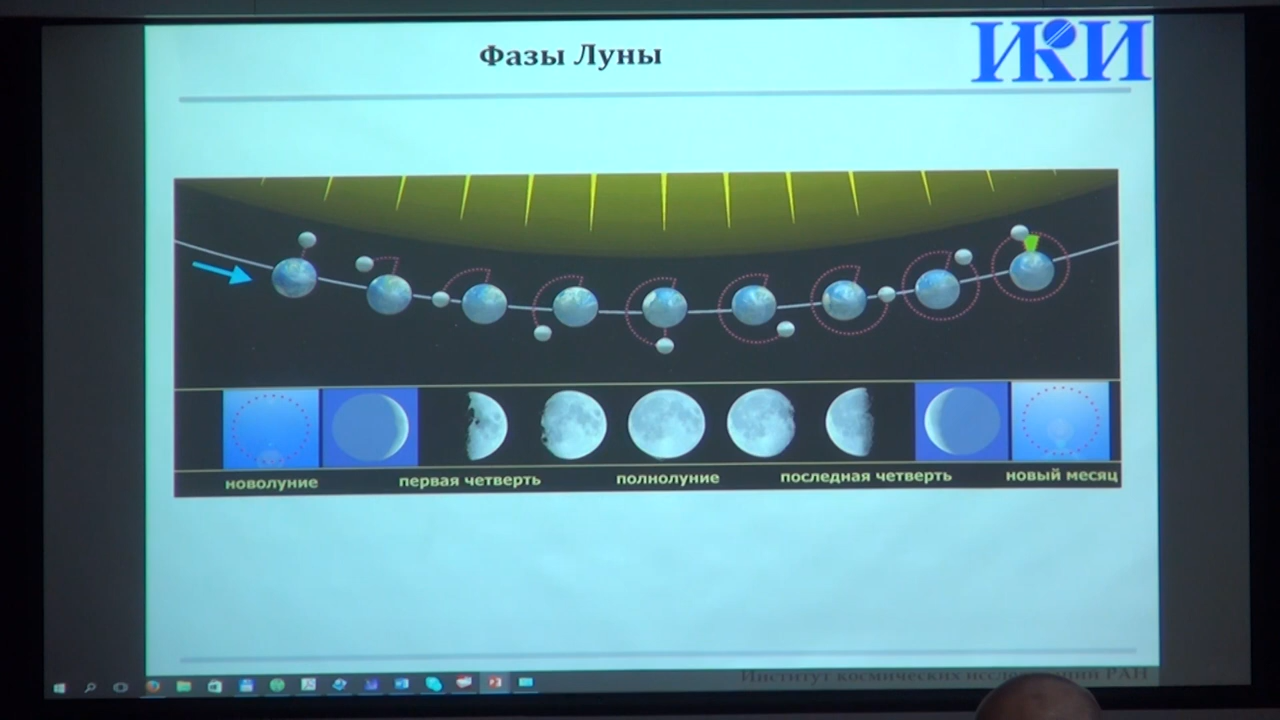 Фазы Луны
ИКИ
новолуние
первая четверть
полнолуние
последная четверть
новый месяц
Институт космических исследований РАН